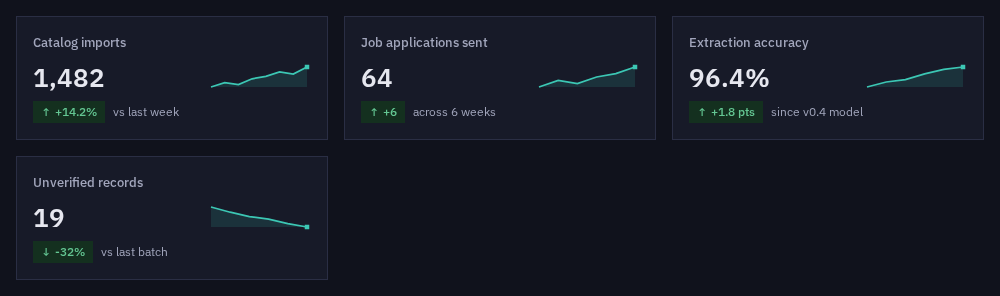 Catalog imports
1,482
↑ +14.2% vs last week
Job applications sent
64
↑ +6 across 6 weeks
Extraction accuracy
96.4%
↑ +1.8 pts since v0.4 model
Unverified records
19
↓ -32% vs last batch